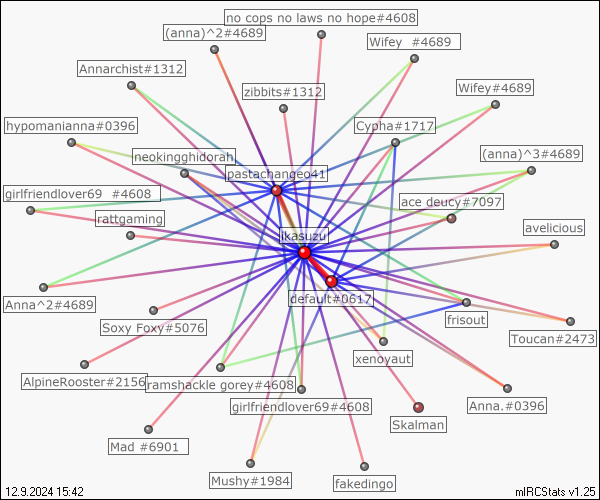 no cops no laws no hope#4608
(anna)^2#4689
Wifey  #4689
Annarchist#1312
zibbits#1312
Wifey#4689
hypomanianna#0396
Cypha#1717
neokingghidorah
(anna)^3#4689
pastachangeo41
girlfriendlover69  #4608
ace deucy#7097
rattgaming
avelicious
ikasuzu
Anna^2#4689
default#0617
Soxy Foxy#5076
frisout
Toucan#2473
xenoyaut
AlpineRooster#2156
ramshackle gorey#4608
girlfriendlover69#4608
Anna.#0396
Skalman
Mad #6901
Mushy#1984
fakedingo
12.9.2024 15:42
mIRCStats v1.25